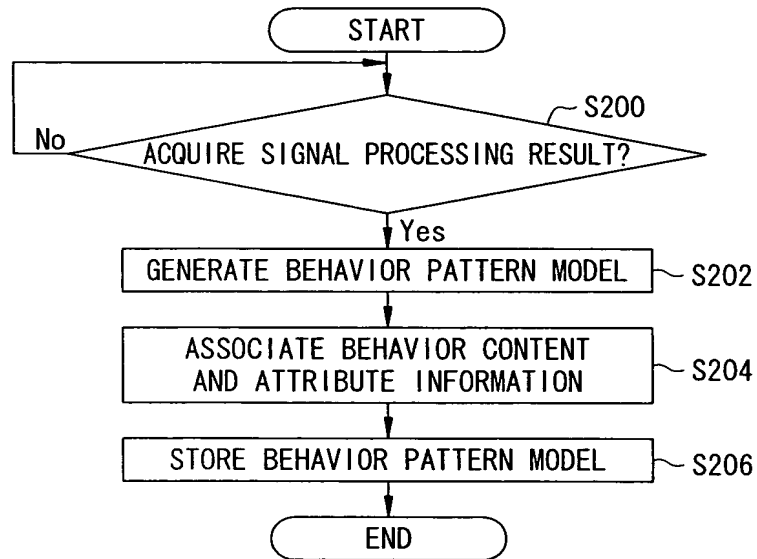 START
S200
No
ACQUIRE SIGNAL PROCESSING RESULT?
Yes
GENERATE BEHAVIOR PATTERN MODEL
S202
ASSOCIATE BEHAVIOR CONTENT
AND ATTRIBUTE INFORMATION
S204
STORE BEHAVIOR PATTERN MODEL
S206
END